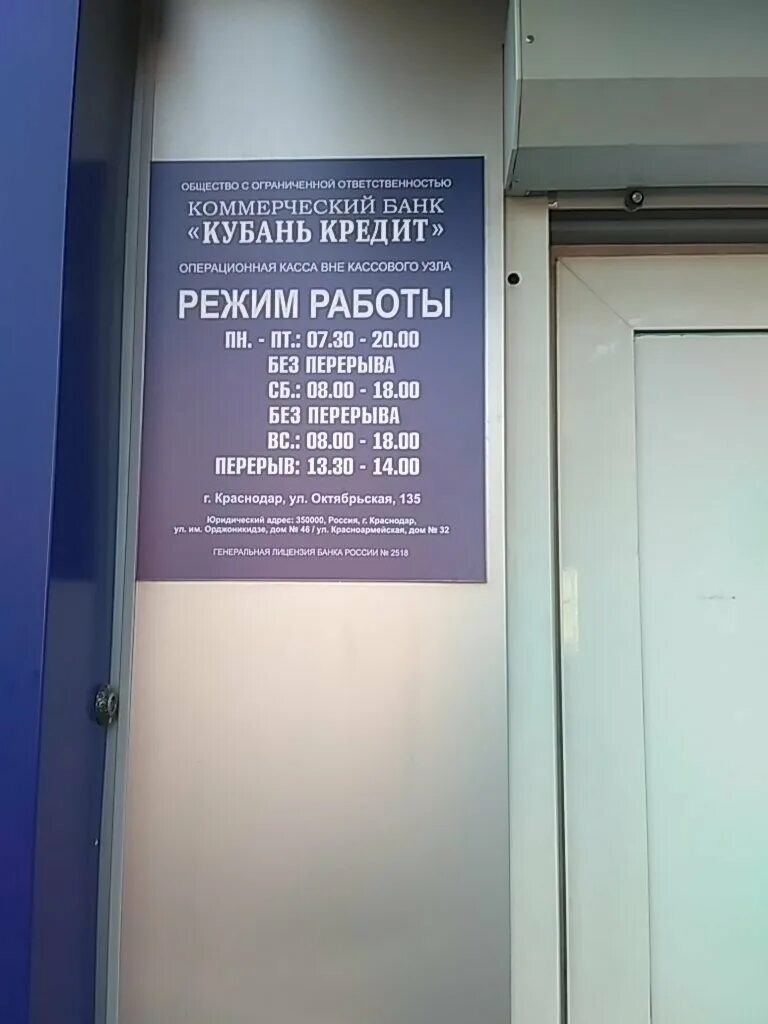 ОБЩЕСТВО С ОГРАНИЧЕННОЙ ОТВЕТСТВЕННОСТЬЮ
КОММЕРЧЕСКИЙ БАНК
«КУБАНЬ КРЕДИТ»
ОПЕРАЦИОННАЯ КАССА ВНЕ КАССОВОГО УЗЛА
РЕЖИМ РАБОТЫ
ПН. - ПТ.: 07.30 - 20.00
БЕЗ ПЕРЕРЫВА
СБ.: 08.00 - 18.00
БЕЗ ПЕРЕРЫВА
ВС.: 08.00 - 18.00
ПЕРЕРЫВ: 13.30 - 14.00
г. Краснодар, ул. Октябрьская, 135
Юридический адрес: 350000, Россия, г. Краснодар,
ул. им. Орджоникидзе, дом № 46 / ул. Красноармейская, дом № 32
ГЕНЕРАЛЬНАЯ ЛИЦЕНЗИЯ БАНКА РОССИИ № 2518